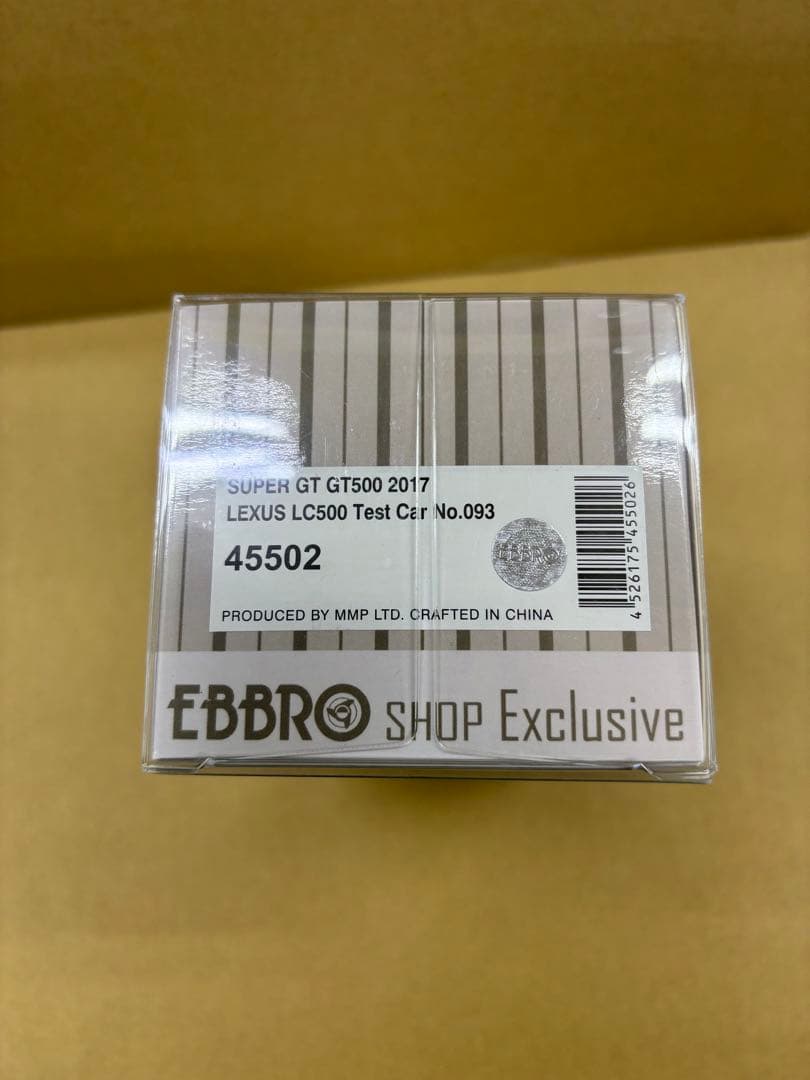 SUPER GT GT500 2017
LEXUS LC500 Test Car No.093
45502
EBBRO
4 526175 455026
PRODUCED BY MMP LTD. CRAFTED IN CHINA
EBBRO SHOP Exclusive